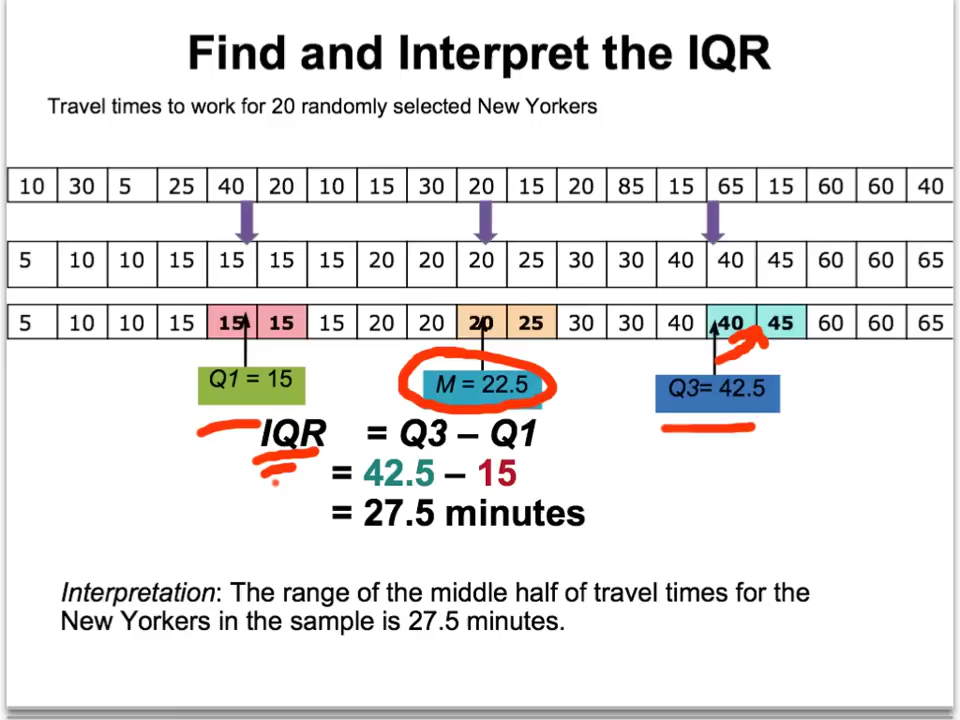 Find and Interpret the IQR
Travel times to work for 20 randomly selected New Yorkers
10 30 5 25 40 20 10 15 30 20 15 20 85 15 65 15 60 60 40
5 10 10 15 15 15 15 20 20 20 25 30 30 40 40 45 60 60 65
5 10 10 15 15 15 15 20 20 20 25 30 30 40 40 45 60 60 65
Q1 = 15 M = 22.5 Q3= 42.5
IQR = Q3 – Q1
= 42.5 – 15
= 27.5 minutes
Interpretation: The range of the middle half of travel times for the
New Yorkers in the sample is 27.5 minutes.